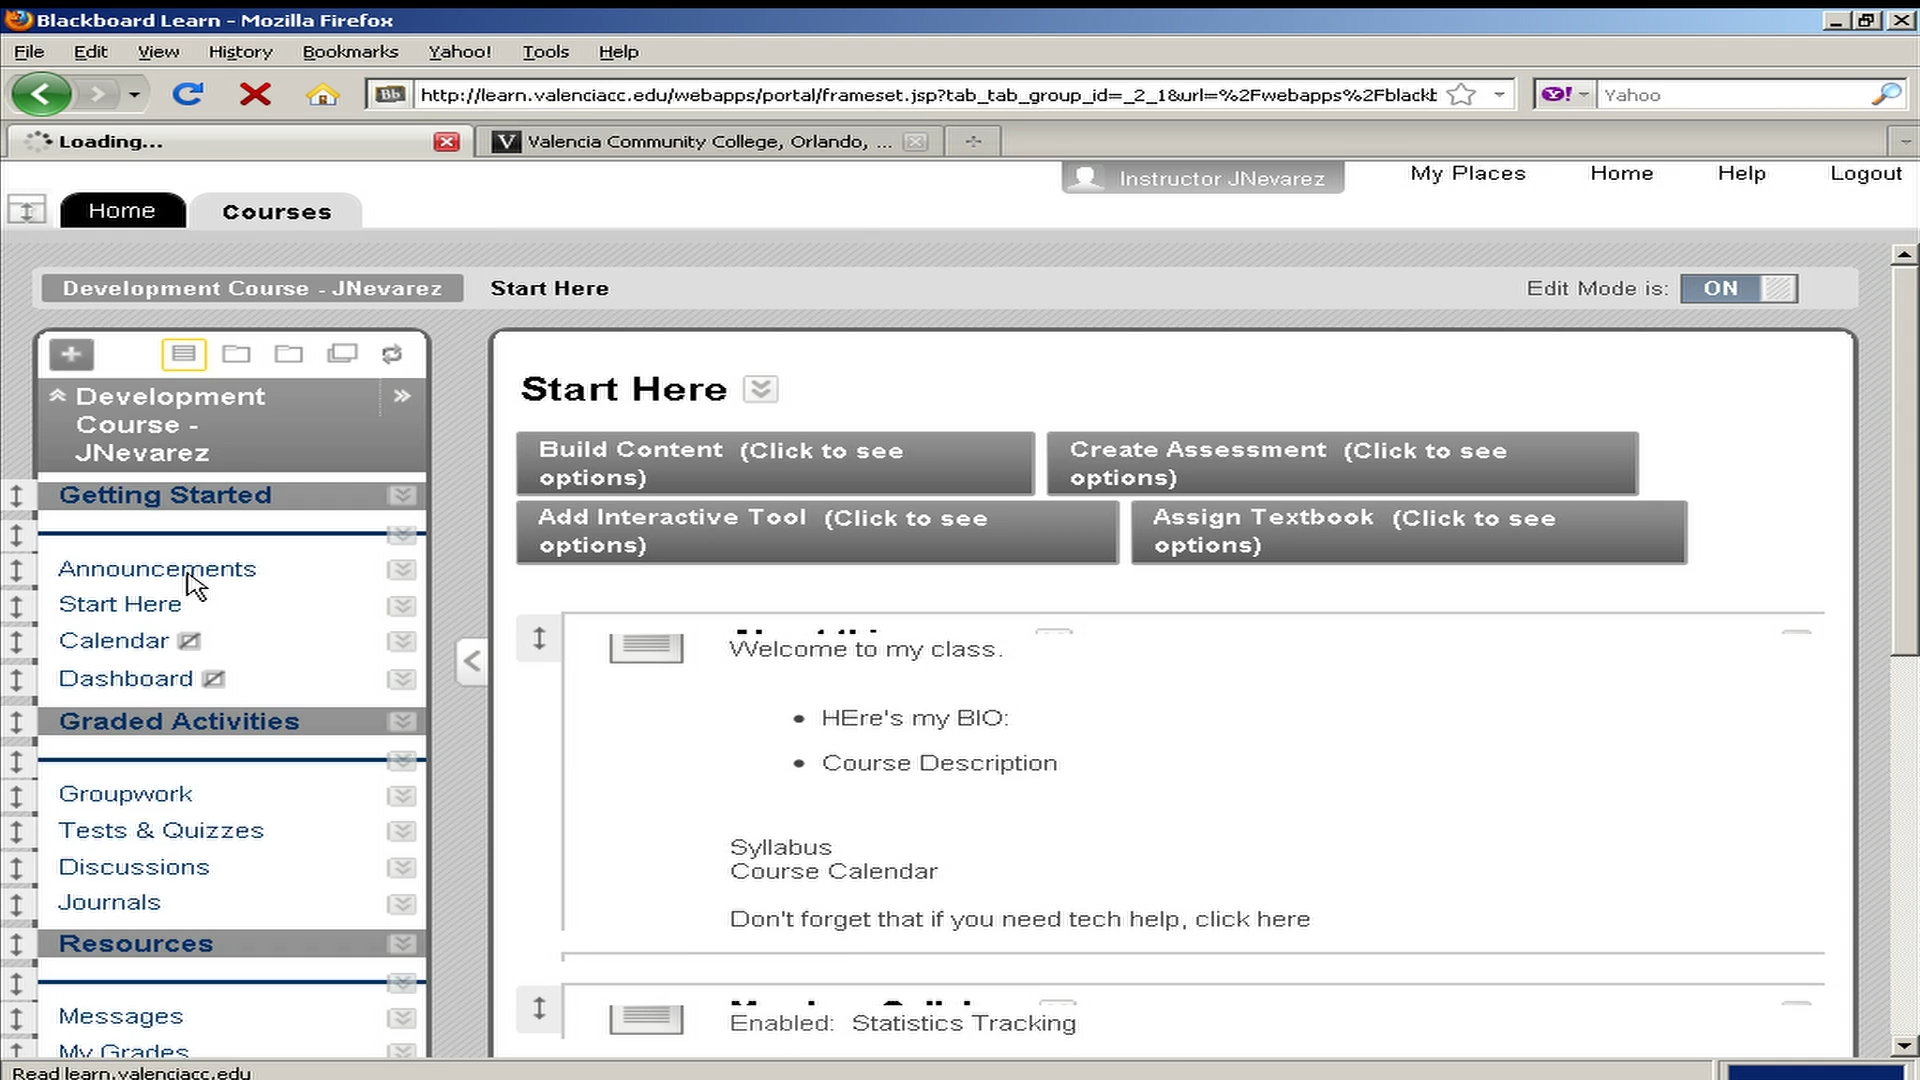 Blackboard Learn - Mozilla Firefox
File Edit View History Bookmarks Yahoo! Tools Help
Bb http://learn.valenciacc.edu/webapps/portal/frameset.jsp?tab_tab_group_id=_2_1&url=%2Fwebapps%2Fblackb Y! Yahoo
Loading... V Valencia Community College, Orlando, ...
Instructor JNevarez My Places Home Help Logout
Home Courses
Development Course - JNevarez Start Here Edit Mode is: ON
Development
Course -
JNevarez
Getting Started
Announcements
Start Here
Calendar
Dashboard
Graded Activities
Groupwork
Tests & Quizzes
Discussions
Journals
Resources
Messages
My Grades
Start Here
Build Content (Click to see
options)
Create Assessment (Click to see
options)
Add Interactive Tool (Click to see
options)
Assign Textbook (Click to see
options)
Welcome to my class.
• HEre's my BIO:
• Course Description
Syllabus
Course Calendar
Don't forget that if you need tech help, click here
Enabled: Statistics Tracking
Read learn.valenciacc.edu